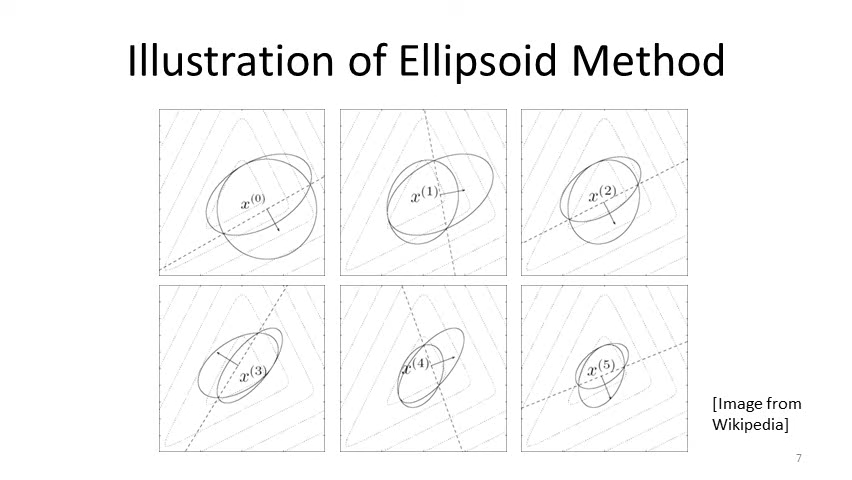 Illustration of Ellipsoid Method
x(0)
x(1)
x(2)
x(3)
x(4)
x(5)
[Image from
Wikipedia]
7